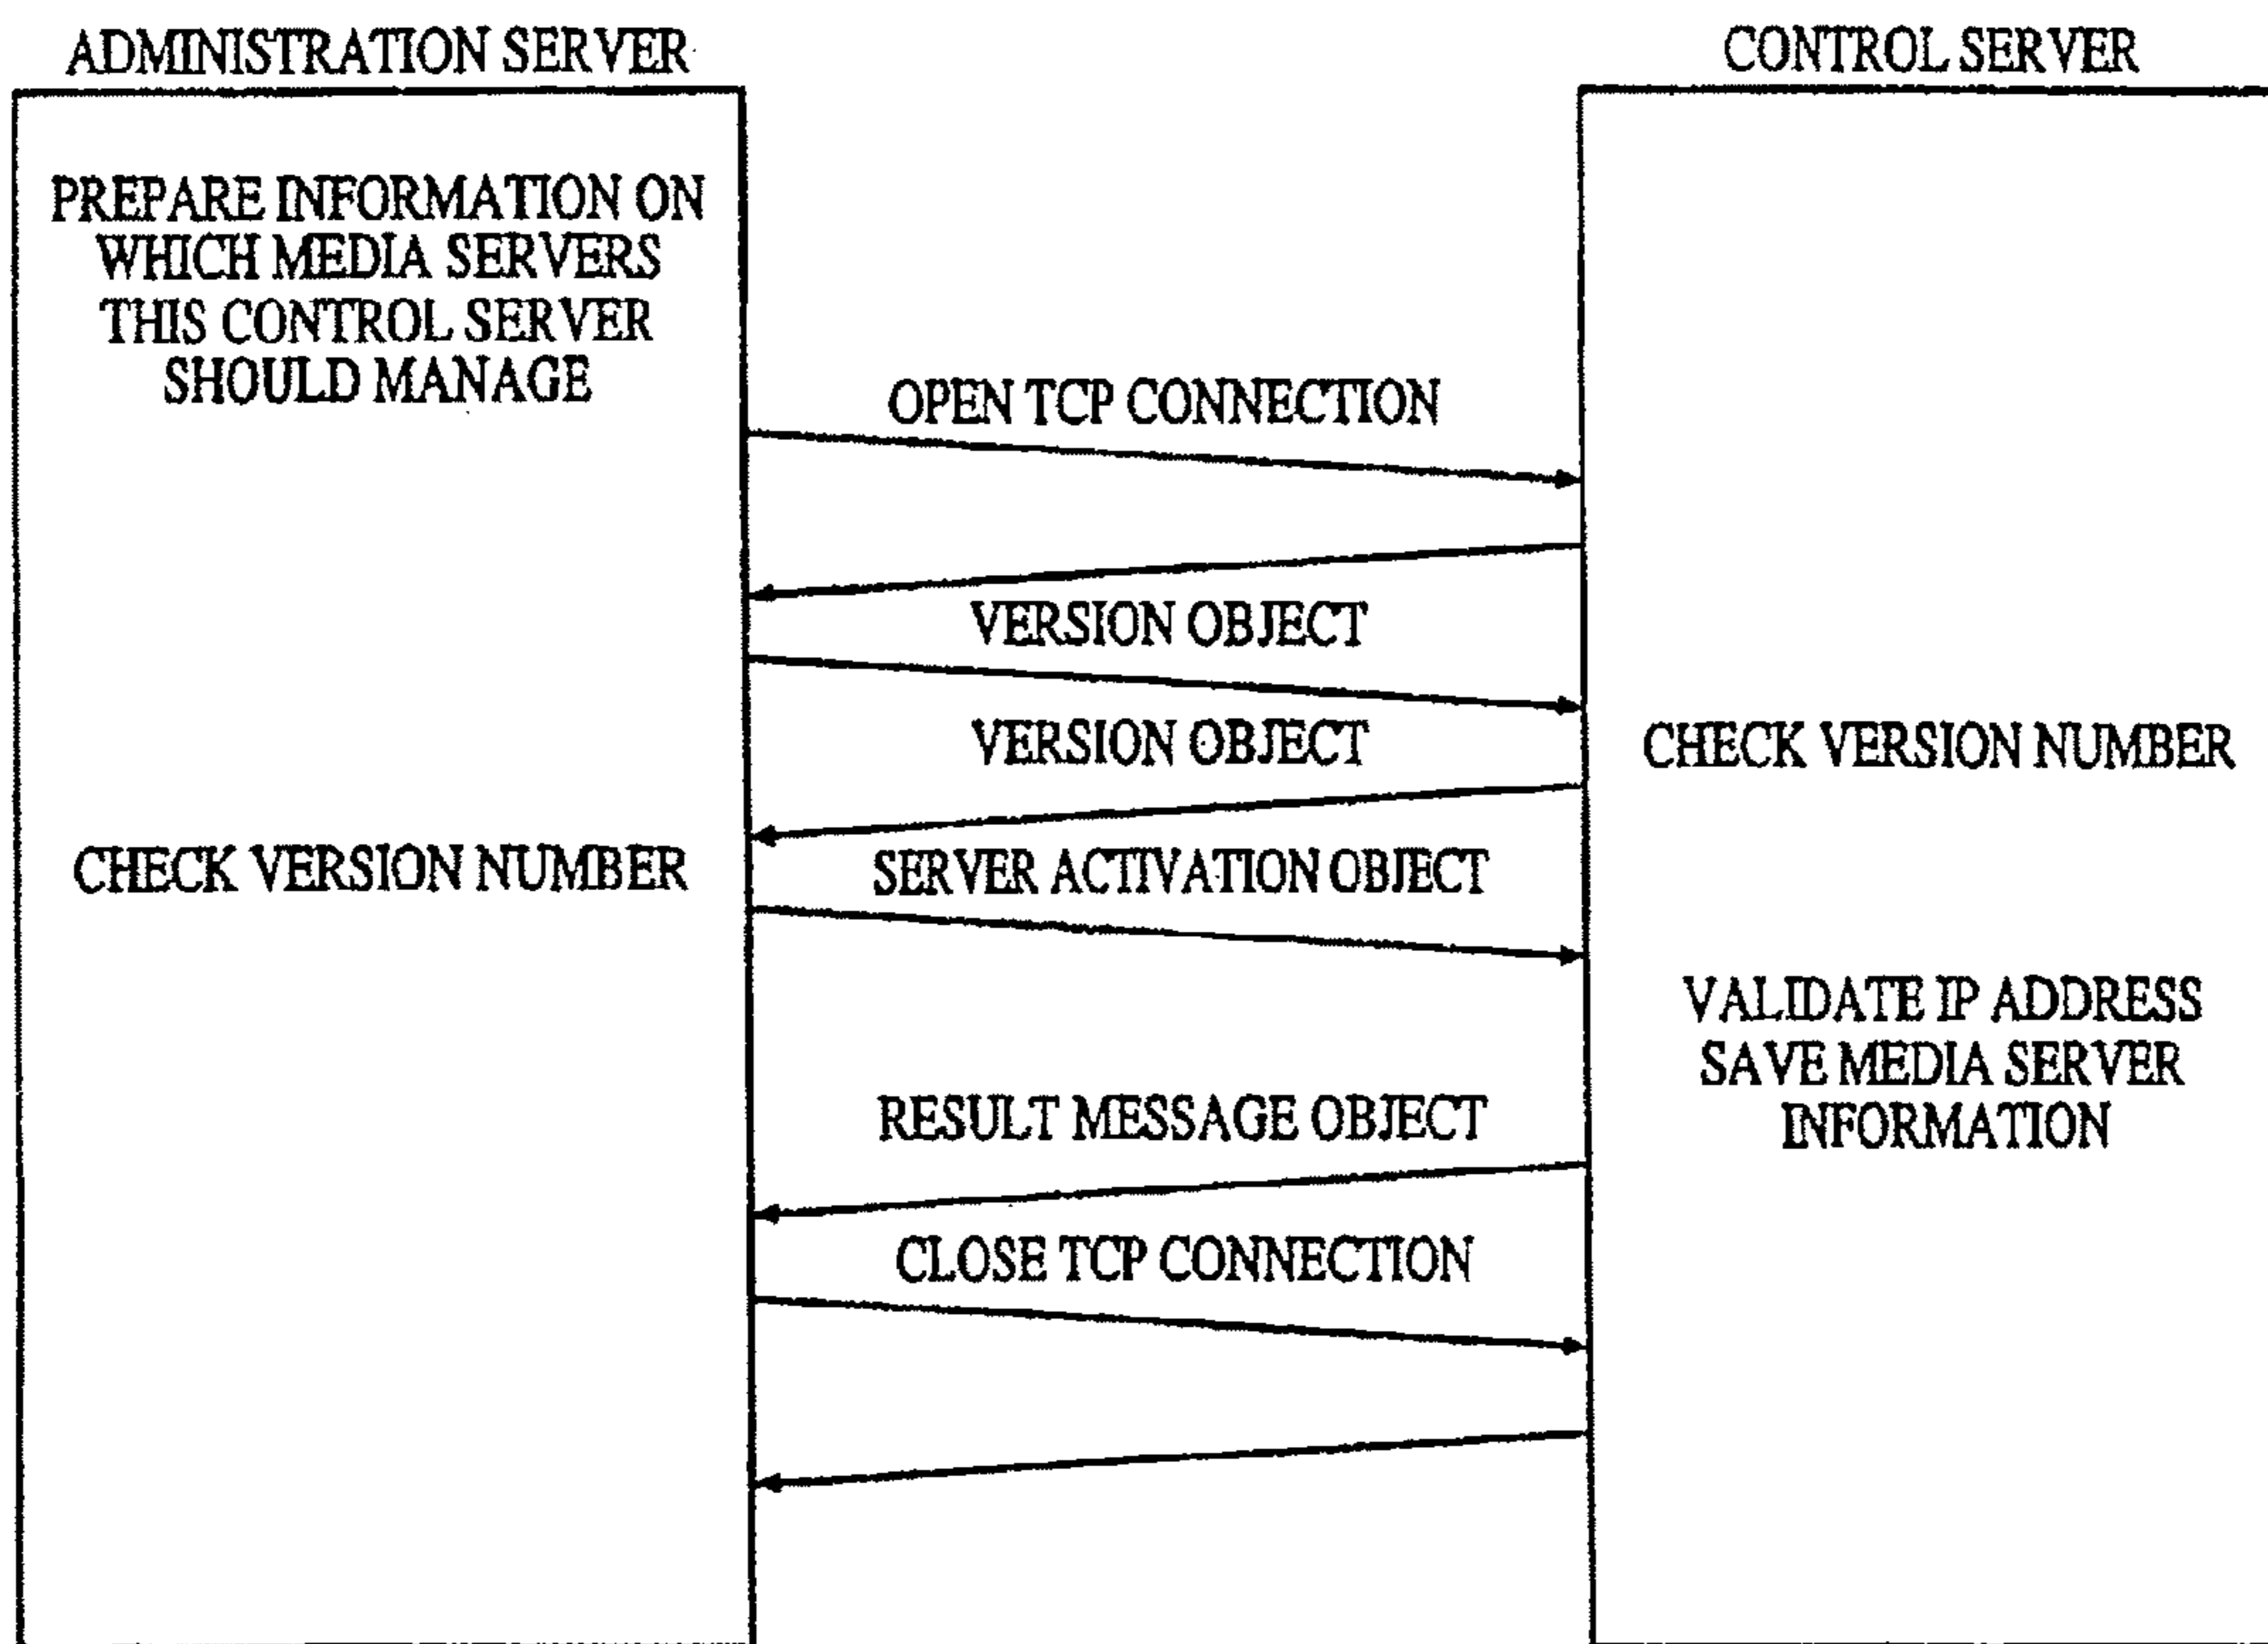 ADMINISTRATION SERVER
CONTROL SERVER
PREPARE INFORMATION ON
WHICH MEDIA SERVERS
THIS CONTROL SERVER
SHOULD MANAGE
OPEN TCP CONNECTION
VERSION OBJECT
VERSION OBJECT
CHECK VERSION NUMBER
CHECK VERSION NUMBER
SERVER ACTIVATION OBJECT
VALIDATE IP ADDRESS
SAVE MEDIA SERVER
INFORMATION
RESULT MESSAGE OBJECT
CLOSE TCP CONNECTION